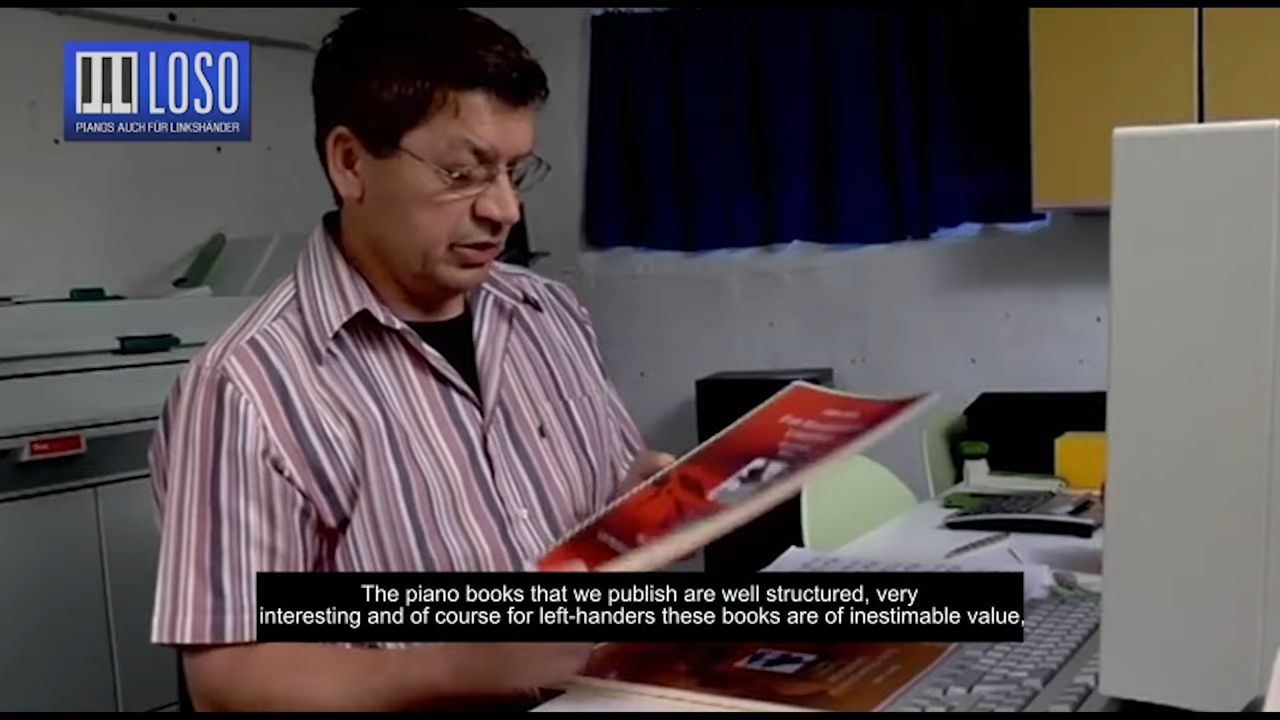 LOSO
PIANOS AUCH FÜR LINKSHÄNDER
The piano books that we publish are well structured, very
interesting and of course for left-handers these books are of inestimable value,